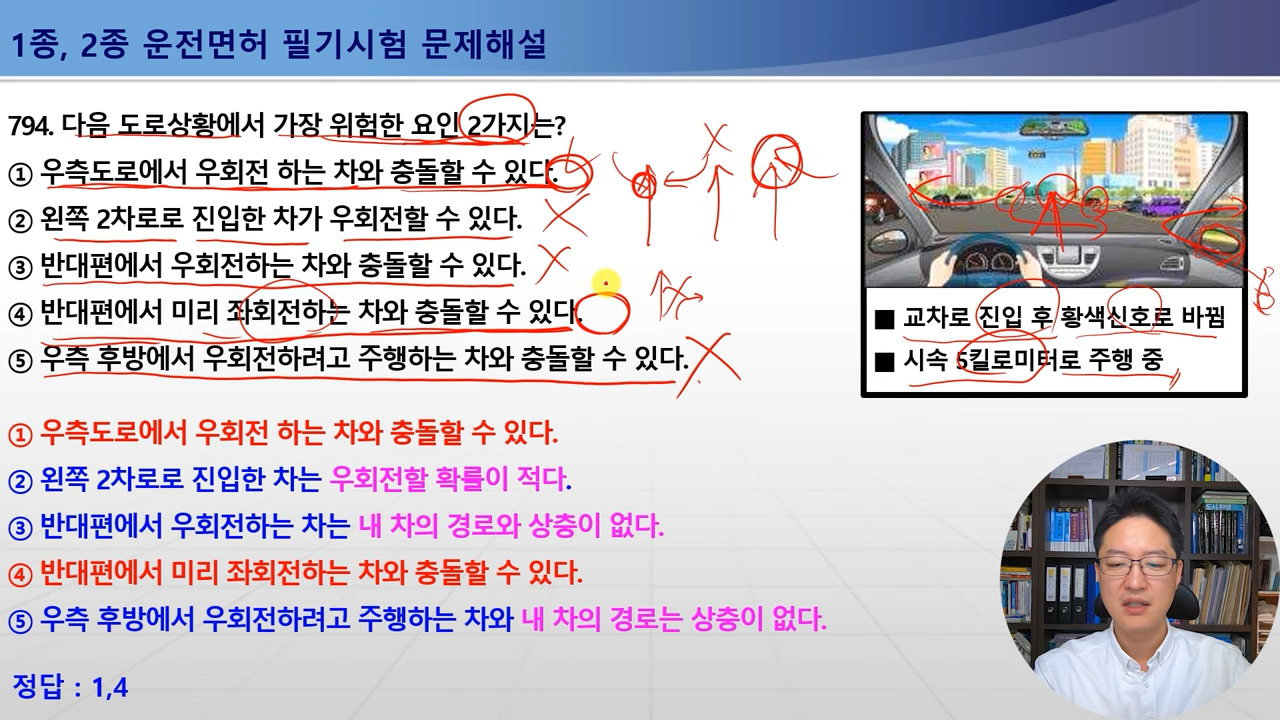 1종, 2종 운전면허 필기시험 문제해설
794. 다음 도로상황에서 가장 위험한 요인 2가지는?
① 우측도로에서 우회전 하는 차와 충돌할 수 있다.
② 왼쪽 2차로로 진입한 차가 우회전할 수 있다.
③ 반대편에서 우회전하는 차와 충돌할 수 있다.
④ 반대편에서 미리 좌회전하는 차와 충돌할 수 있다.
⑤ 우측 후방에서 우회전하려고 주행하는 차와 충돌할 수 있다.
■ 교차로 진입 후 황색신호로 바뀜
■ 시속 5킬로미터로 주행 중
① 우측도로에서 우회전 하는 차와 충돌할 수 있다.
② 왼쪽 2차로로 진입한 차는 우회전할 확률이 적다.
③ 반대편에서 우회전하는 차는 내 차의 경로와 상충이 없다.
④ 반대편에서 미리 좌회전하는 차와 충돌할 수 있다.
⑤ 우측 후방에서 우회전하려고 주행하는 차와 내 차의 경로는 상충이 없다.
정답 : 1,4